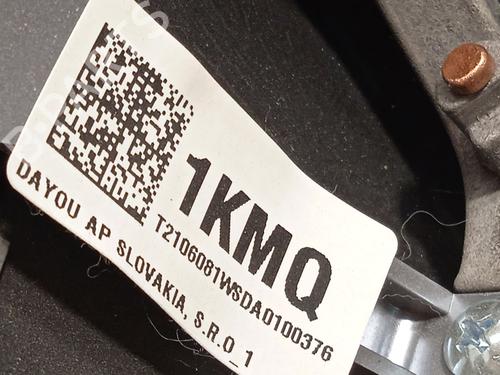 1KMQ
T2106081WSDA0100376
DAYOU AP SLOVAKIA, S.R.O_1